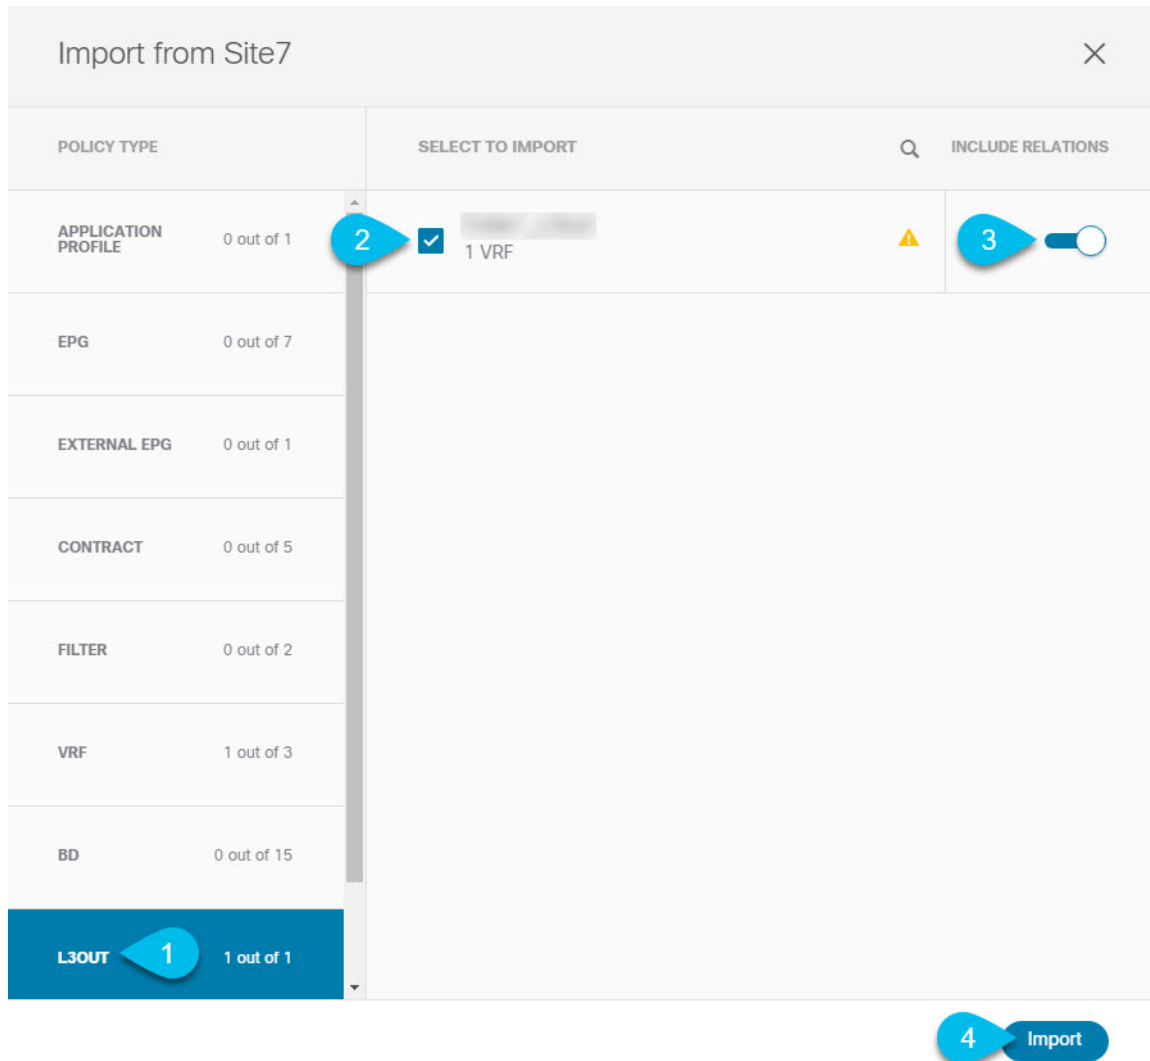 Import from Site7
POLICY TYPE
SELECT TO IMPORT
INCLUDE RELATIONS
APPLICATION PROFILE 0 out of 1
2
1 VRF
3
EPG 0 out of 7
EXTERNAL EPG 0 out of 1
CONTRACT 0 out of 5
FILTER 0 out of 2
VRF 1 out of 3
BD 0 out of 15
L3OUT 1 1 out of 1
4 Import